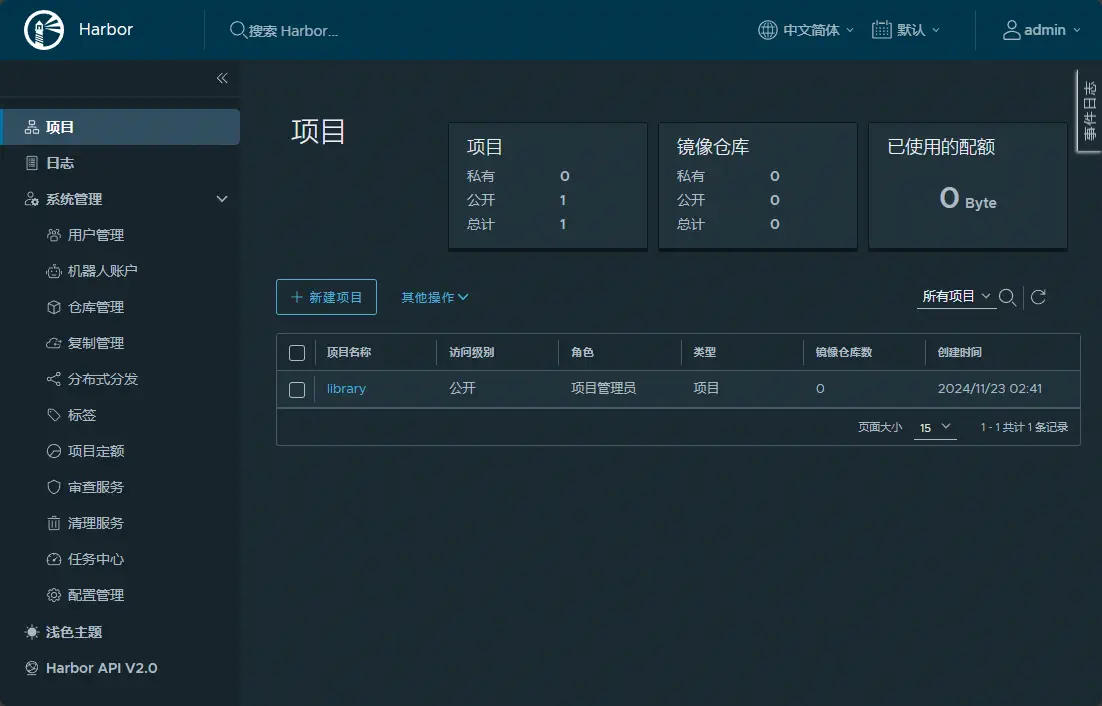 Harbor
搜索 Harbor...
中文简体
默认
admin
事件日志
项目
日志
系统管理
用户管理
机器人账户
仓库管理
复制管理
分布式分发
标签
项目定额
审查服务
清理服务
任务中心
配置管理
浅色主题
Harbor API V2.0
项目
项目
私有 0
公开 1
总计 1
镜像仓库
私有 0
公开 0
总计 0
已使用的配额
0 Byte
新建项目
其他操作
所有项目
项目名称 访问级别 角色 类型 镜像仓库数 创建时间
library 公开 项目管理员 项目 0 2024/11/23 02:41
页面大小 15 1 - 1 共计 1 条记录